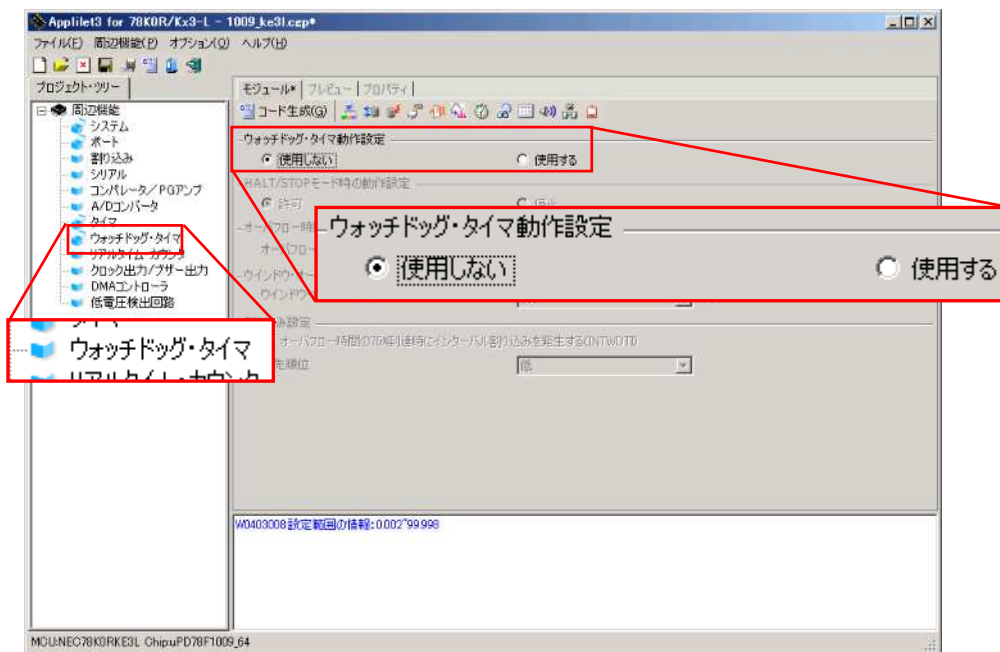 Applilet3 for 78K0R/Kx3-L - 1009_ke3l.cgp*
ファイル(F) 周辺機能(P) オプション(O) ヘルプ(H)
プロジェクト・ツリー
周辺機能
システム
ポート
割り込み
シリアル
コンパレータ/PGアンプ
A/Dコンバータ
タイマ
ウォッチドッグ・タイマ
リアルタイム・カウンタ
クロック出力/ブザー出力
DMAコントローラ
低電圧検出回路
タイマ
ウォッチドッグ・タイマ
リアルタイム・カウンタ
モジュール* プレビュー プロパティ
コード生成(G)
ウォッチドッグ・タイマ動作設定
使用しない 使用する
HALT/STOPモード時の動作設定
許可 停止
ウォッチドッグ・タイマ動作設定
使用しない 使用する
オーバフロー時間の75%到達時にインターバル割り込みを発生する(INTWDTI)
先順位 低
W0403008 設定範囲の情報:0.002~99.998
MCU:NEC78K0RKE3L Chip:uPD78F1009_64